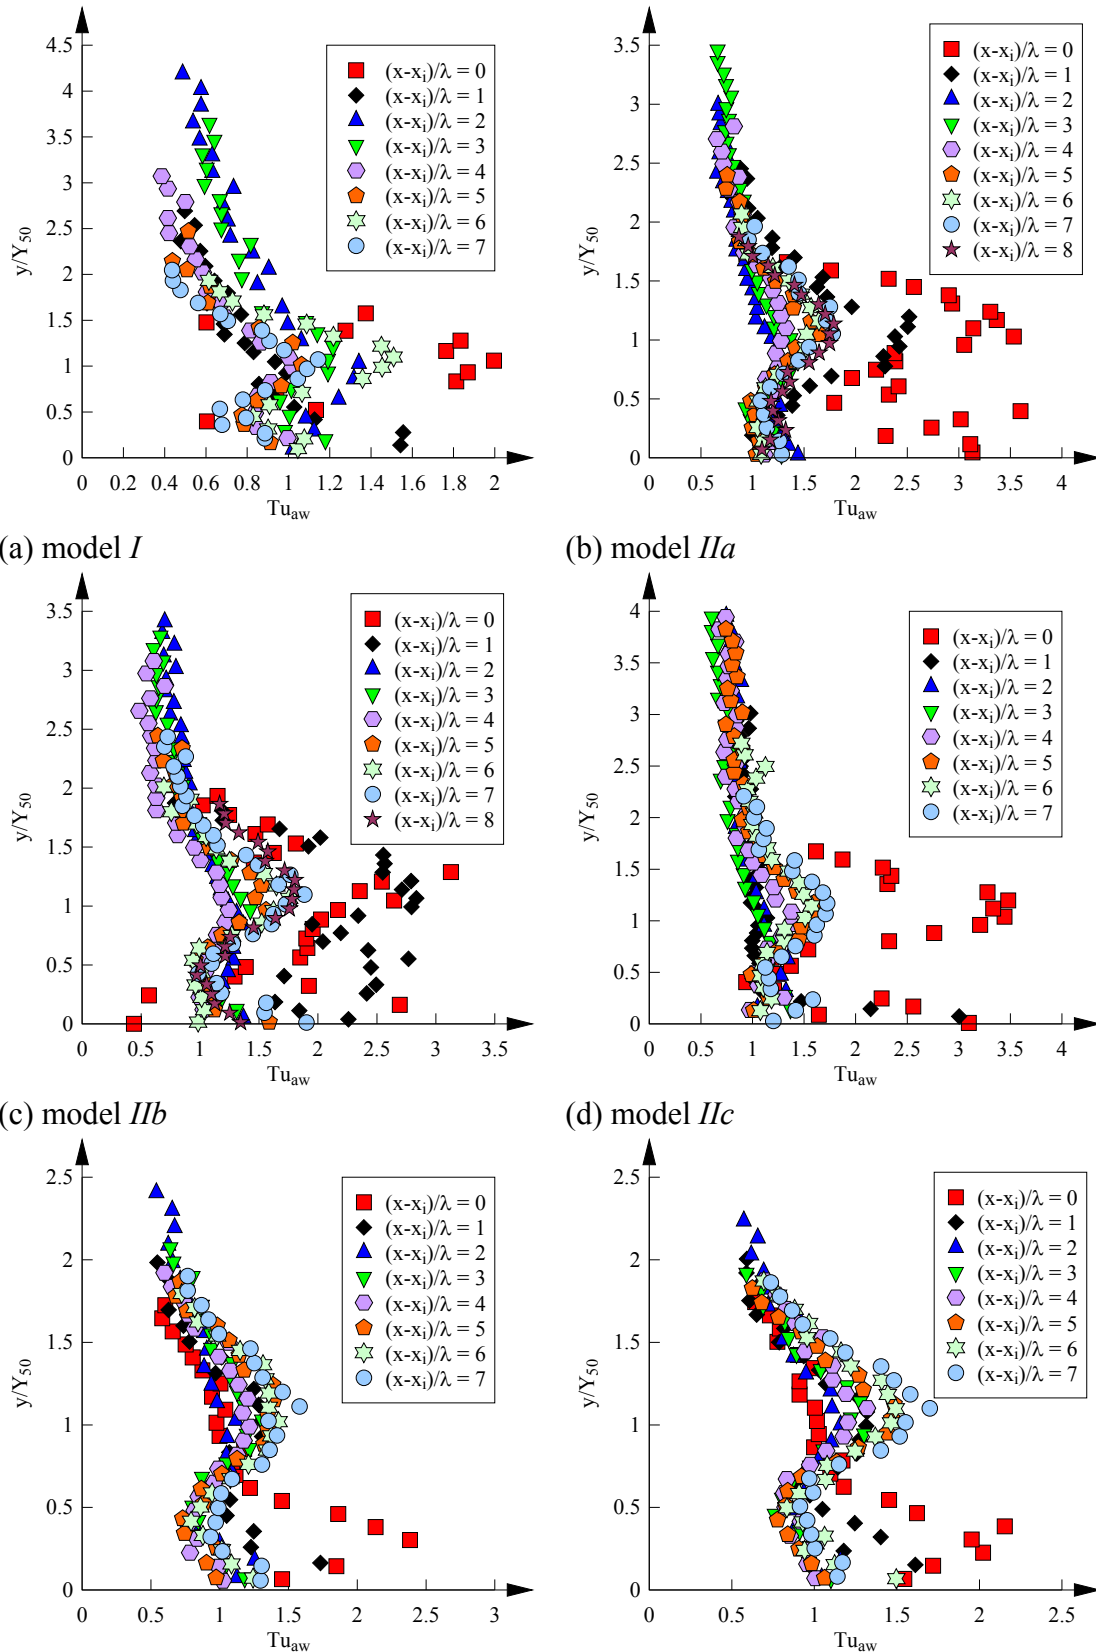 4.5
4
3.5
3
2.5
2
1.5
1
0.5
0
y/Y50
0 0.2 0.4 0.6 0.8 1 1.2 1.4 1.6 1.8 2
Tuaw
(x-xi)/λ = 0
(x-xi)/λ = 1
(x-xi)/λ = 2
(x-xi)/λ = 3
(x-xi)/λ = 4
(x-xi)/λ = 5
(x-xi)/λ = 6
(x-xi)/λ = 7
(a) model I
3.5
3
2.5
2
1.5
1
0.5
0
y/Y50
0 0.5 1 1.5 2 2.5 3 3.5 4
Tuaw
(x-xi)/λ = 0
(x-xi)/λ = 1
(x-xi)/λ = 2
(x-xi)/λ = 3
(x-xi)/λ = 4
(x-xi)/λ = 5
(x-xi)/λ = 6
(x-xi)/λ = 7
(x-xi)/λ = 8
(b) model IIa
3.5
3
2.5
2
1.5
1
0.5
0
y/Y50
0 0.5 1 1.5 2 2.5 3 3.5
Tuaw
(x-xi)/λ = 0
(x-xi)/λ = 1
(x-xi)/λ = 2
(x-xi)/λ = 3
(x-xi)/λ = 4
(x-xi)/λ = 5
(x-xi)/λ = 6
(x-xi)/λ = 7
(x-xi)/λ = 8
(c) model IIb
4
3.5
3
2.5
2
1.5
1
0.5
0
y/Y50
0 0.5 1 1.5 2 2.5 3 3.5 4
Tuaw
(x-xi)/λ = 0
(x-xi)/λ = 1
(x-xi)/λ = 2
(x-xi)/λ = 3
(x-xi)/λ = 4
(x-xi)/λ = 5
(x-xi)/λ = 6
(x-xi)/λ = 7
(d) model IIc
2.5
2
1.5
1
0.5
0
y/Y50
0 0.5 1 1.5 2 2.5 3
Tuaw
(x-xi)/λ = 0
(x-xi)/λ = 1
(x-xi)/λ = 2
(x-xi)/λ = 3
(x-xi)/λ = 4
(x-xi)/λ = 5
(x-xi)/λ = 6
(x-xi)/λ = 7
2.5
2
1.5
1
0.5
0
y/Y50
0 0.5 1 1.5 2 2.5
Tuaw
(x-xi)/λ = 0
(x-xi)/λ = 1
(x-xi)/λ = 2
(x-xi)/λ = 3
(x-xi)/λ = 4
(x-xi)/λ = 5
(x-xi)/λ = 6
(x-xi)/λ = 7